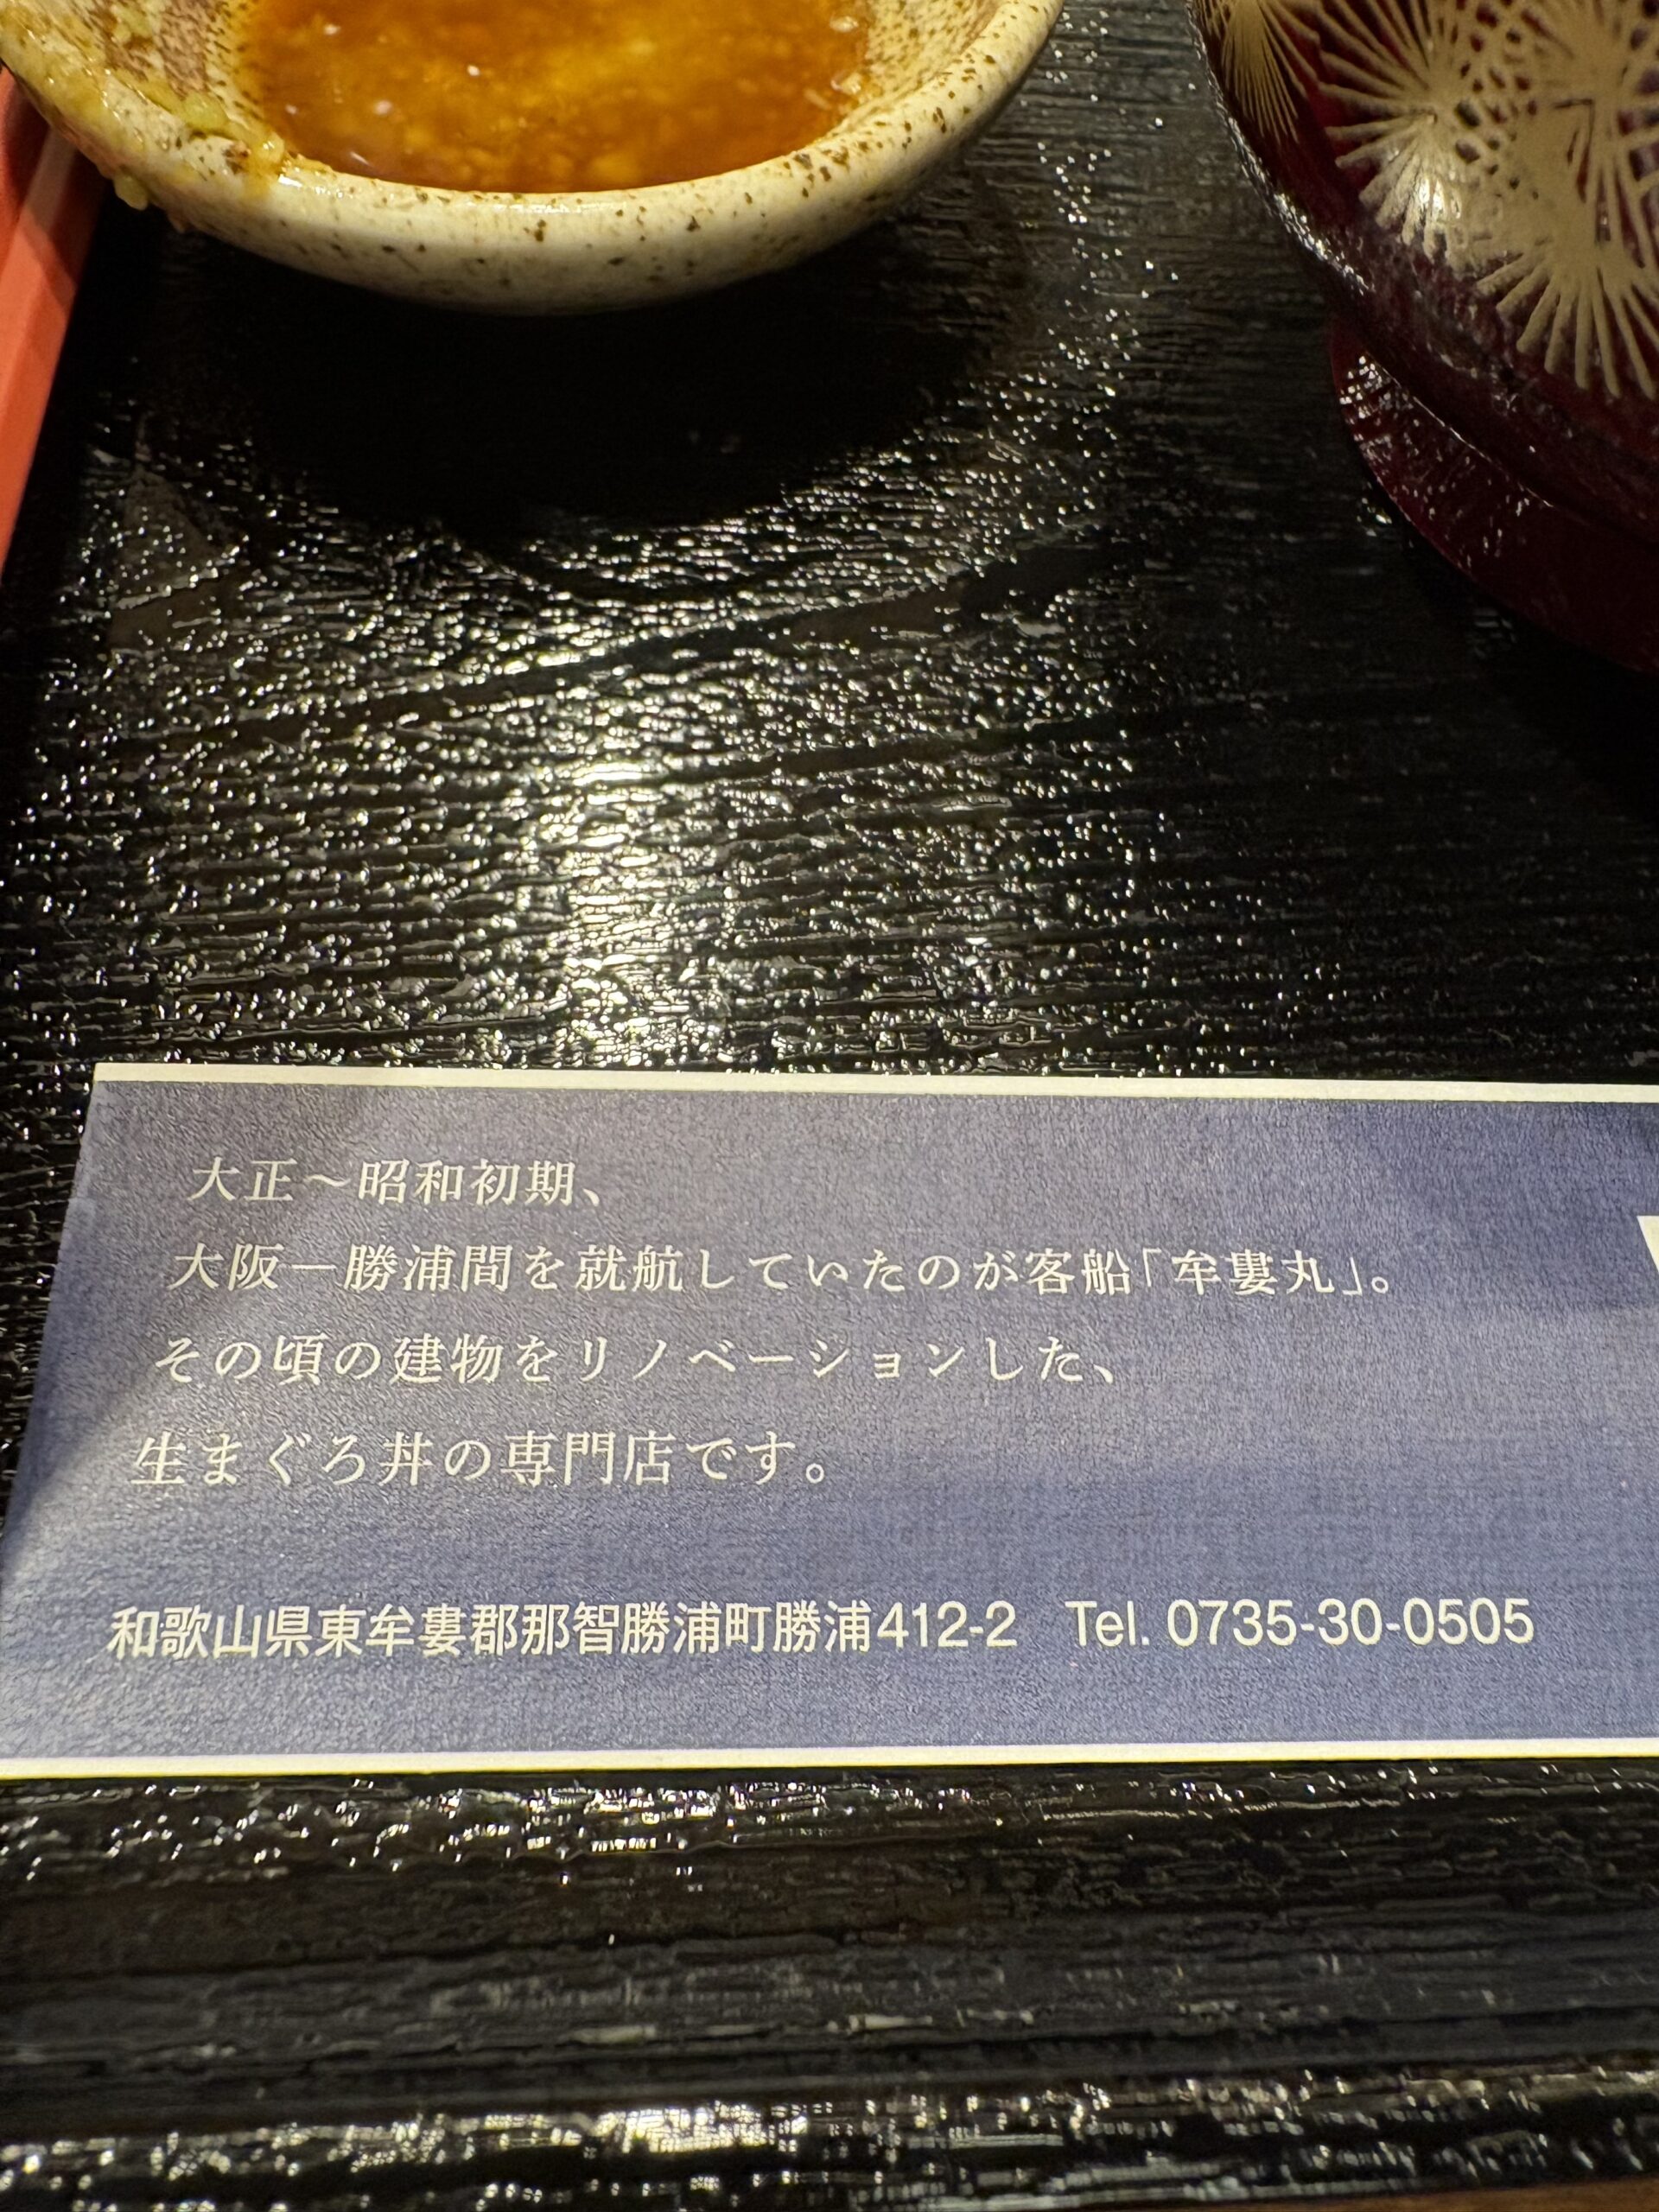 大正～昭和初期、
大阪－勝浦間を就航していたのが客船「牟婁丸」。
その頃の建物をリノベーションした、
生まぐろ丼の専門店です。
和歌山県東牟婁郡那智勝浦町勝浦412-2　Tel. 0735-30-0505